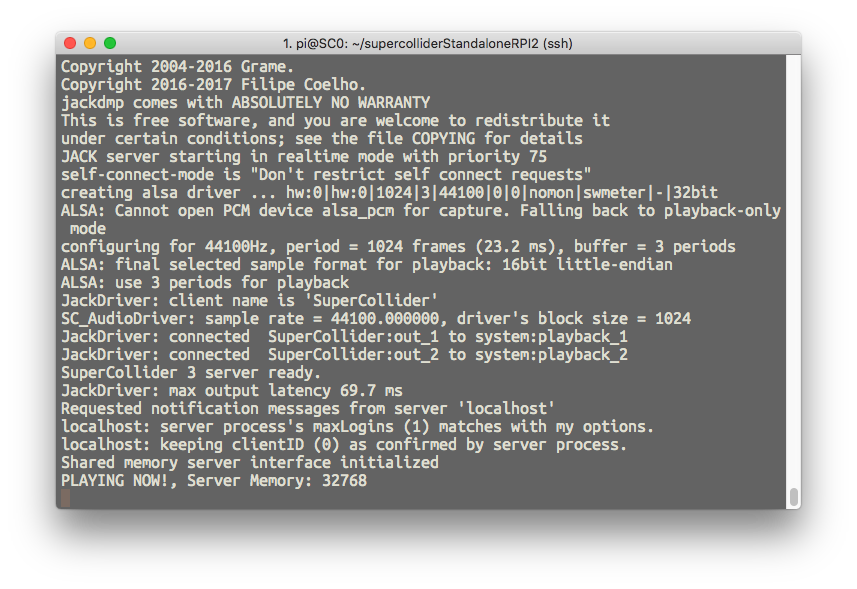 1. pi@SC0: ~/supercolliderStandaloneRPI2 (ssh)
Copyright 2004-2016 Grame.
Copyright 2016-2017 Filipe Coelho.
jackdmp comes with ABSOLUTELY NO WARRANTY
This is free software, and you are welcome to redistribute it
under certain conditions; see the file COPYING for details
JACK server starting in realtime mode with priority 75
self-connect-mode is "Don't restrict self connect requests"
creating alsa driver ... hw:0|hw:0|1024|3|44100|0|0|nomon|swmeter|-|32bit
ALSA: Cannot open PCM device alsa_pcm for capture. Falling back to playback-only
mode
configuring for 44100Hz, period = 1024 frames (23.2 ms), buffer = 3 periods
ALSA: final selected sample format for playback: 16bit little-endian
ALSA: use 3 periods for playback
JackDriver: client name is 'SuperCollider'
SC_AudioDriver: sample rate = 44100.000000, driver's block size = 1024
JackDriver: connected  SuperCollider:out_1 to system:playback_1
JackDriver: connected  SuperCollider:out_2 to system:playback_2
SuperCollider 3 server ready.
JackDriver: max output latency 69.7 ms
Requested notification messages from server 'localhost'
localhost: server process's maxLogins (1) matches with my options.
localhost: keeping clientID (0) as confirmed by server process.
Shared memory server interface initialized
PLAYING NOW!, Server Memory: 32768